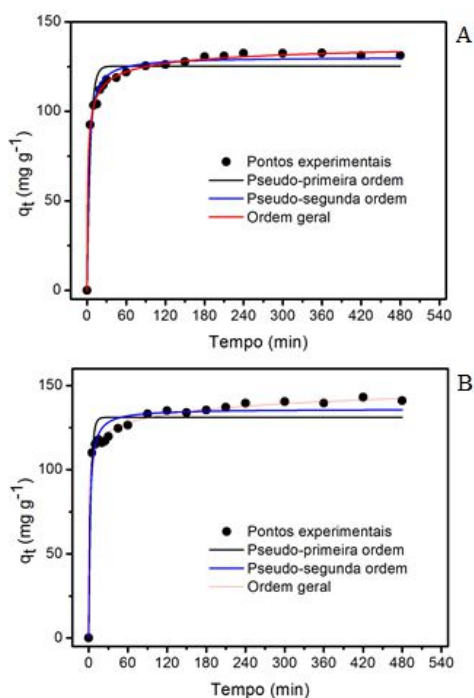 A
150
100
50
0
q_t (mg g⁻¹)
Pontos experimentais
Pseudo-primeira ordem
Pseudo-segunda ordem
Ordem geral
0 60 120 180 240 300 360 420 480 540
Tempo (min)
B
150
100
50
0
q_t (mg g⁻¹)
Pontos experimentais
Pseudo-primeira ordem
Pseudo-segunda ordem
Ordem geral
0 60 120 180 240 300 360 420 480 540
Tempo (min)